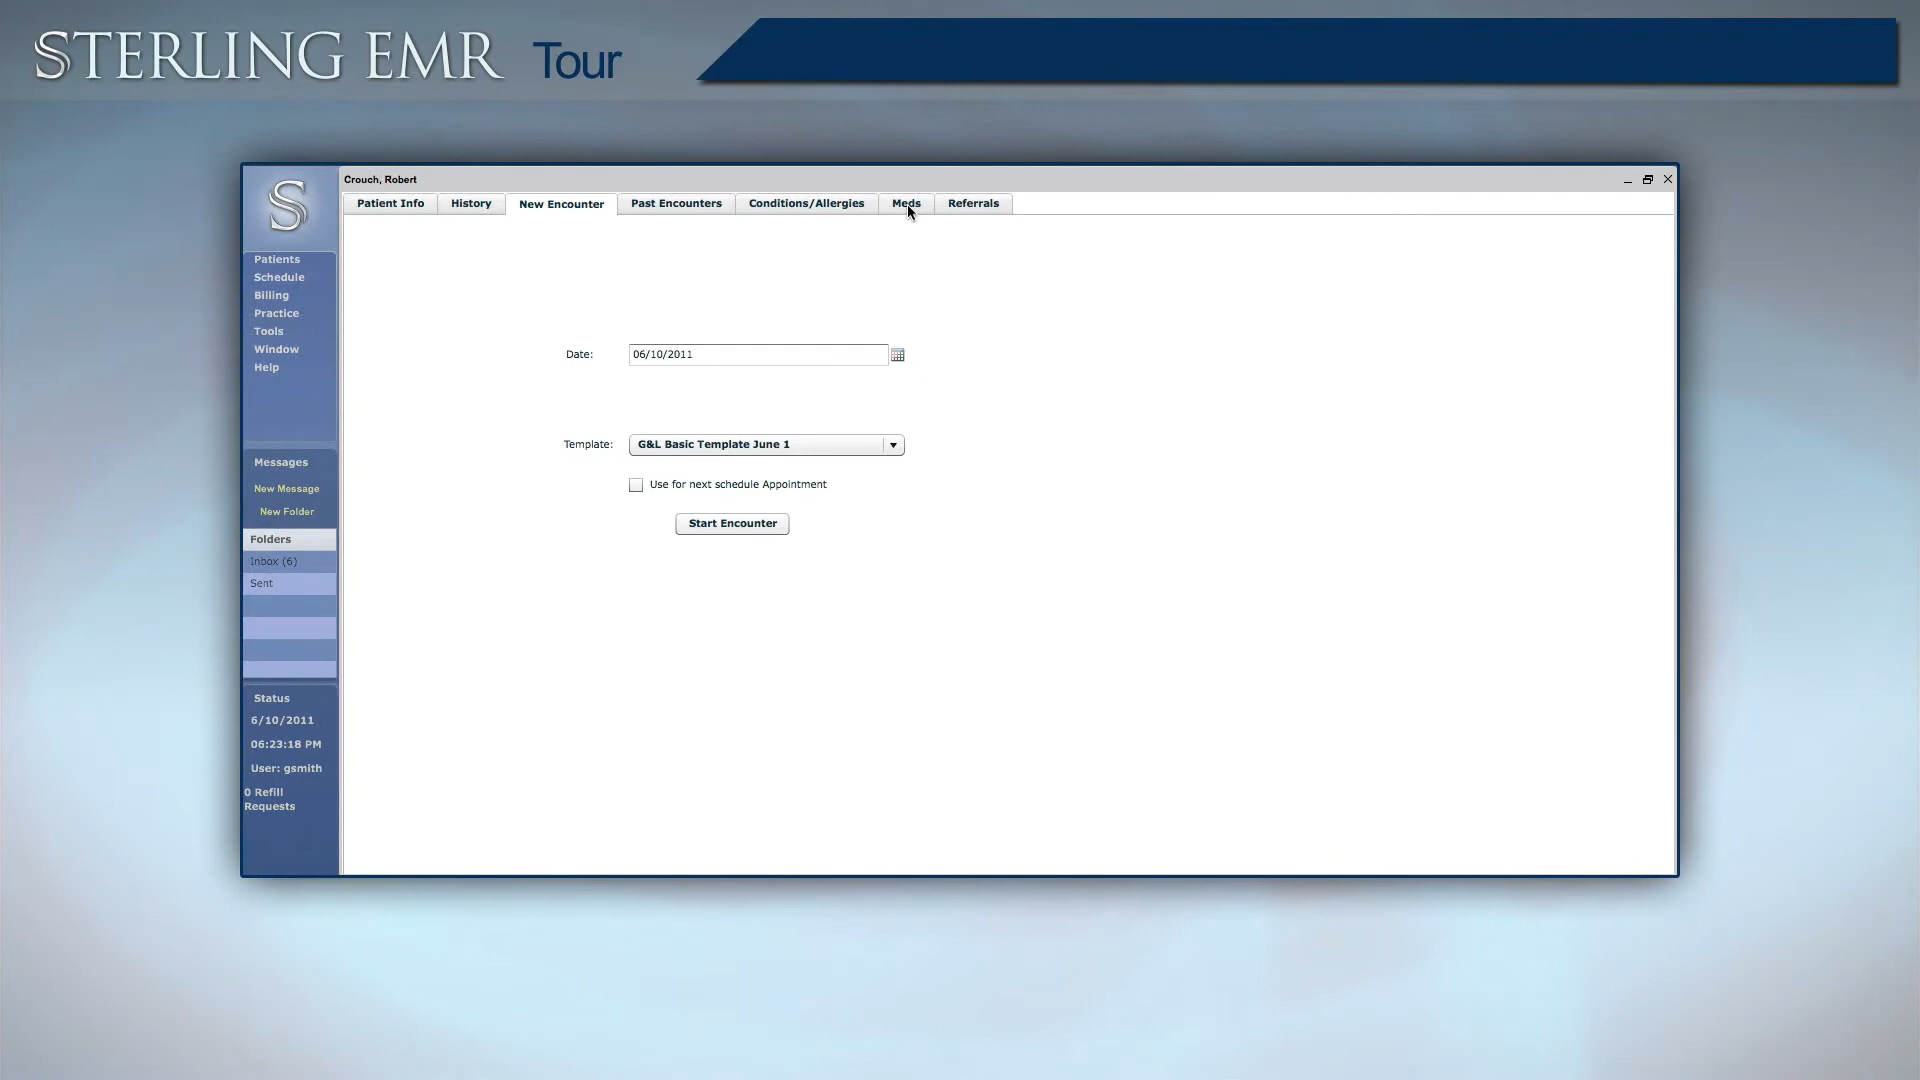 STERLING EMR Tour
S
Crouch, Robert
Patient Info
History
New Encounter
Past Encounters
Conditions/Allergies
Meds
Referrals
Patients
Schedule
Billing
Practice
Tools
Window
Help
Date:
06/10/2011
Template:
G&L Basic Template June 1
Use for next schedule Appointment
Start Encounter
Messages
New Message
New Folder
Folders
Inbox (6)
Sent
Status
6/10/2011
06:23:18 PM
User: gsmith
0 Refill
Requests